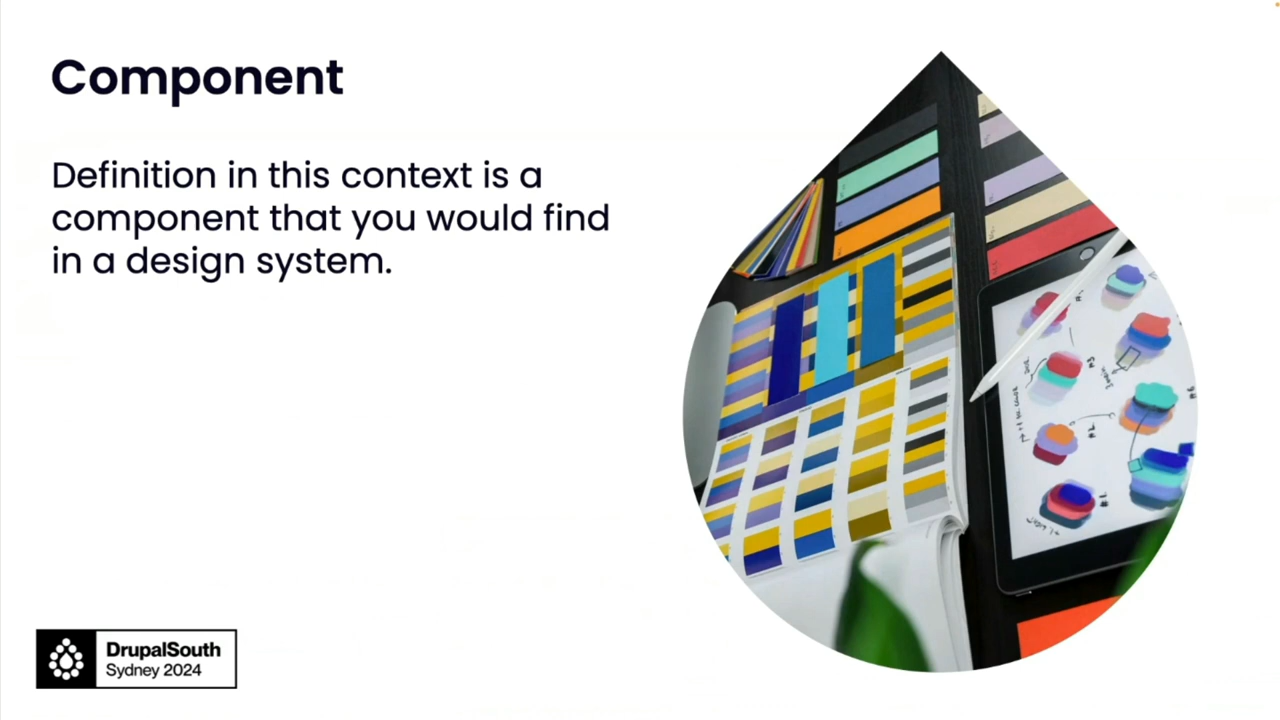 Component
Definition in this context is a
component that you would find
in a design system.
DrupalSouth
Sydney 2024